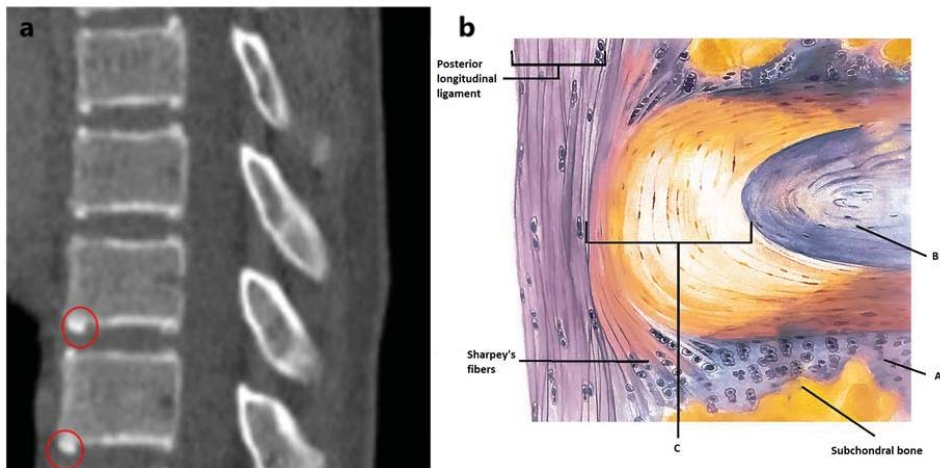 a
b
Posterior
longitudinal
ligament
B
Sharpey's
fibers
A
C
Subchondral bone